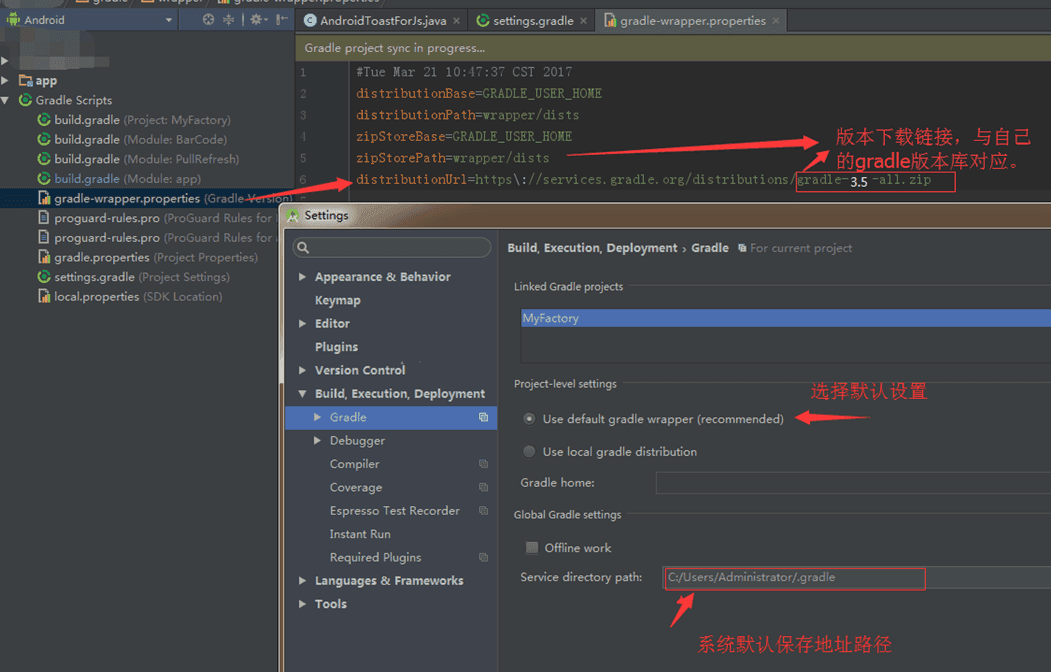 gradle
wrapper
gradle-wrapper.properties
Android
AndroidToastForJs.java
settings.gradle
gradle-wrapper.properties
Gradle project sync in progress...
app
Gradle Scripts
build.gradle (Project: MyFactory)
build.gradle (Module: BarCode)
build.gradle (Module: PullRefresh)
build.gradle (Module: app)
gradle-wrapper.properties (Gradle Version)
proguard-rules.pro (ProGuard Rules for
proguard-rules.pro (ProGuard Rules for
gradle.properties (Project Properties)
settings.gradle (Project Settings)
local.properties (SDK Location)
1 #Tue Mar 21 10:47:37 CST 2017
2 distributionBase=GRADLE_USER_HOME
3 distributionPath=wrapper/dists
4 zipStoreBase=GRADLE_USER_HOME
5 zipStorePath=wrapper/dists
6 distributionUrl=https\://services.gradle.org/distributions/gradle-3.5-all.zip
版本下载链接，与自己
的gradle版本库对应。
Settings
Appearance & Behavior
Keymap
Editor
Plugins
Version Control
Build, Execution, Deployment
Gradle
Debugger
Compiler
Coverage
Espresso Test Recorder
Instant Run
Required Plugins
Languages & Frameworks
Tools
Build, Execution, Deployment › Gradle For current project
Linked Gradle projects
MyFactory
Project-level settings
选择默认设置
Use default gradle wrapper (recommended)
Use local gradle distribution
Gradle home:
Global Gradle settings
Offline work
Service directory path: C:/Users/Administrator/.gradle
系统默认保存地址路径